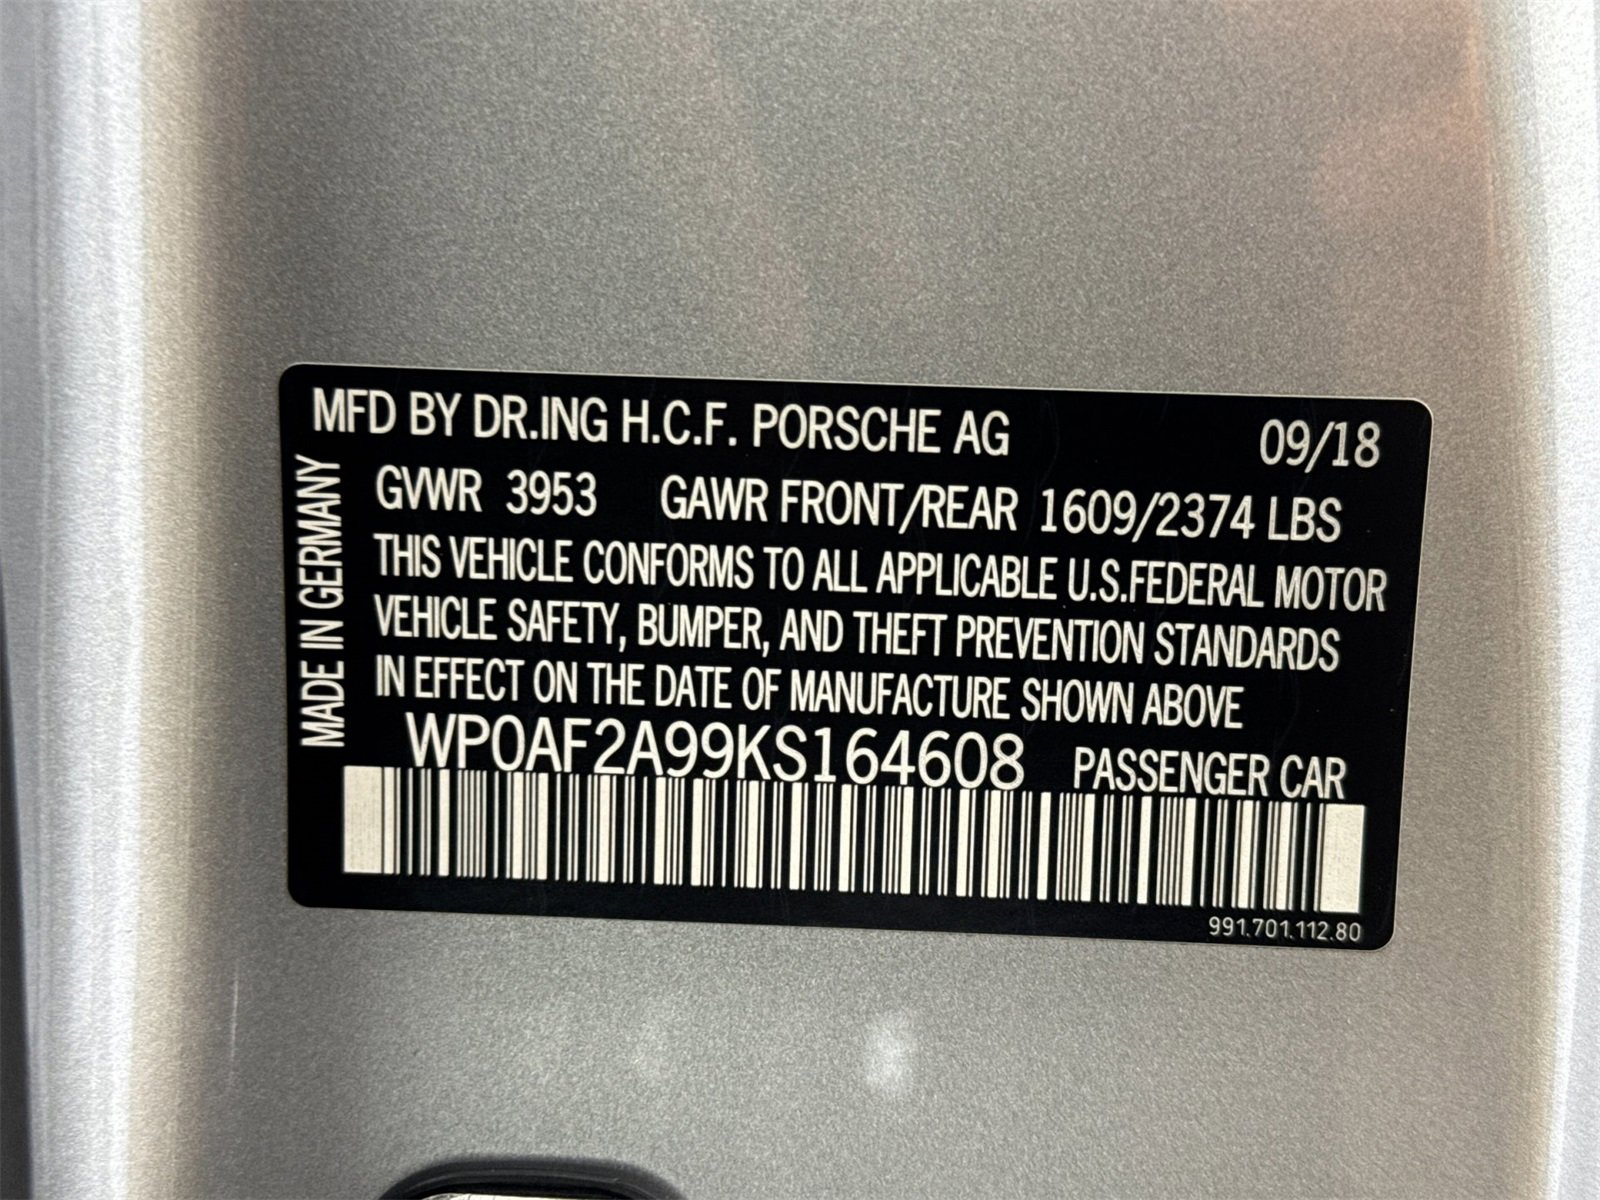 MFD BY DR.ING H.C.F. PORSCHE AG 09/18
GVWR 3953 GAWR FRONT/REAR 1609/2374 LBS
THIS VEHICLE CONFORMS TO ALL APPLICABLE U.S.FEDERAL MOTOR
VEHICLE SAFETY, BUMPER, AND THEFT PREVENTION STANDARDS
IN EFFECT ON THE DATE OF MANUFACTURE SHOWN ABOVE
WP0AF2A99KS164608 PASSENGER CAR
991.701.112.80
MADE IN GERMANY